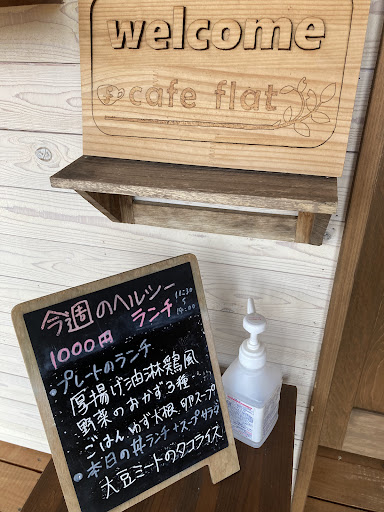 welcome
cafe flat
今週のヘルシー
ランチ
11:30
〜
14:00
1000円
・プレートのランチ
厚揚げ油淋鶏風
野菜のおかず2種
ごはん ゆず大根 卵スープ
・本日の丼ランチ+スープサラダ
大豆ミートのタコライス